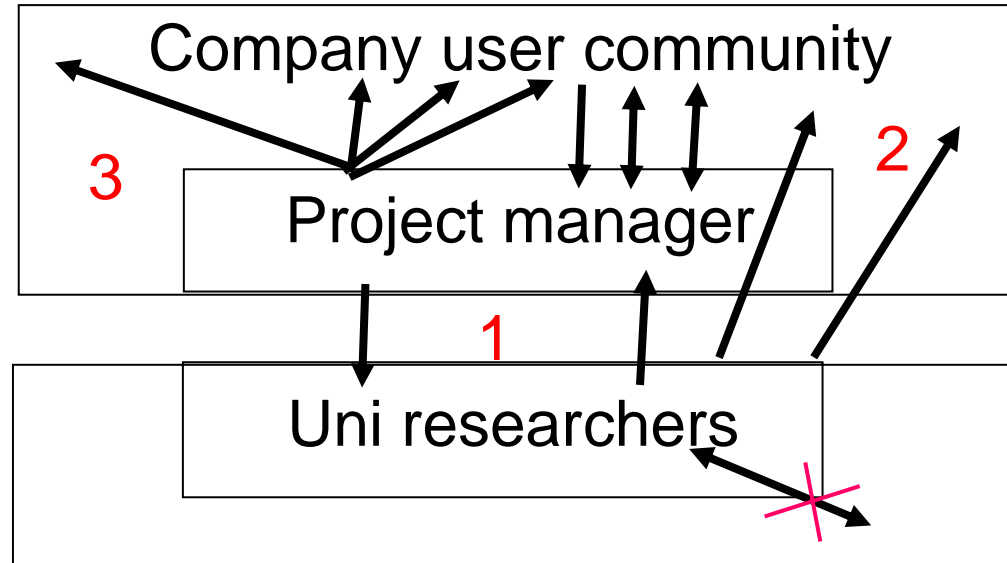 Company user community
2
3
Project manager
1
Uni researchers